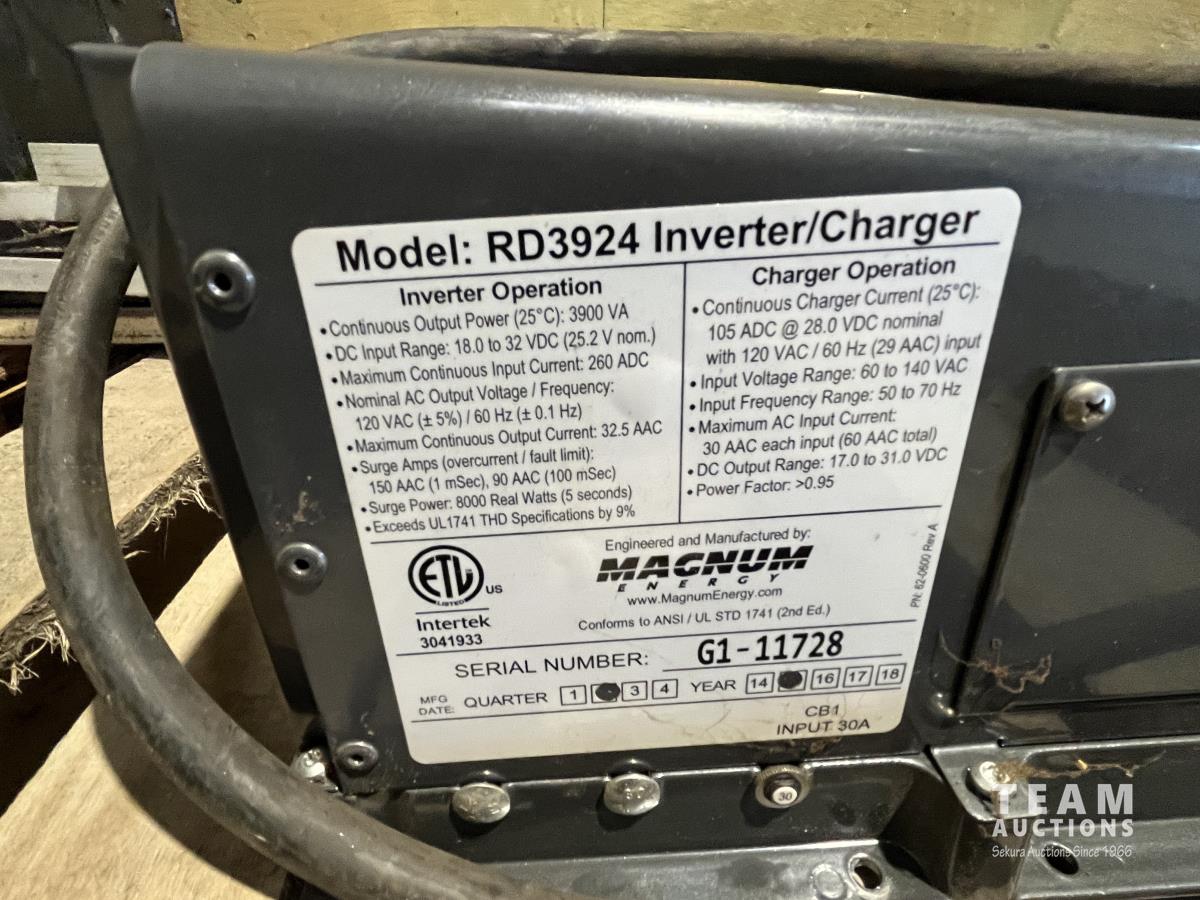 Model: RD3924 Inverter/Charger
Inverter Operation
• Continuous Output Power (25°C): 3900 VA
• DC Input Range: 18.0 to 32 VDC (25.2 V nom.)
• Maximum Continuous Input Current: 260 ADC
• Nominal AC Output Voltage / Frequency:
120 VAC (± 5%) / 60 Hz (± 0.1 Hz)
• Maximum Continuous Output Current: 32.5 AAC
• Surge Amps (overcurrent / fault limit):
150 AAC (1 mSec), 90 AAC (100 mSec)
• Surge Power: 8000 Real Watts (5 seconds)
• Exceeds UL1741 THD Specifications by 9%
Charger Operation
• Continuous Charger Current (25°C):
105 ADC @ 28.0 VDC nominal
with 120 VAC / 60 Hz (29 AAC) input
• Input Voltage Range: 60 to 140 VAC
• Input Frequency Range: 50 to 70 Hz
• Maximum AC Input Current:
30 AAC each input (60 AAC total)
• DC Output Range: 17.0 to 31.0 VDC
• Power Factor: >0.95
ETL US
LISTED
Intertek
3041933
Engineered and Manufactured by:
MAGNUM
ENERGY
www.MagnumEnergy.com
Conforms to ANSI / UL STD 1741 (2nd Ed.)
PN: 62-0600 Rev A
SERIAL NUMBER: G1-11728
MFG DATE: QUARTER 1 3 4 YEAR 14 16 17 18
CB1
INPUT 30A
30
TEAM
AUCTIONS
Sekura Auctions Since 1966